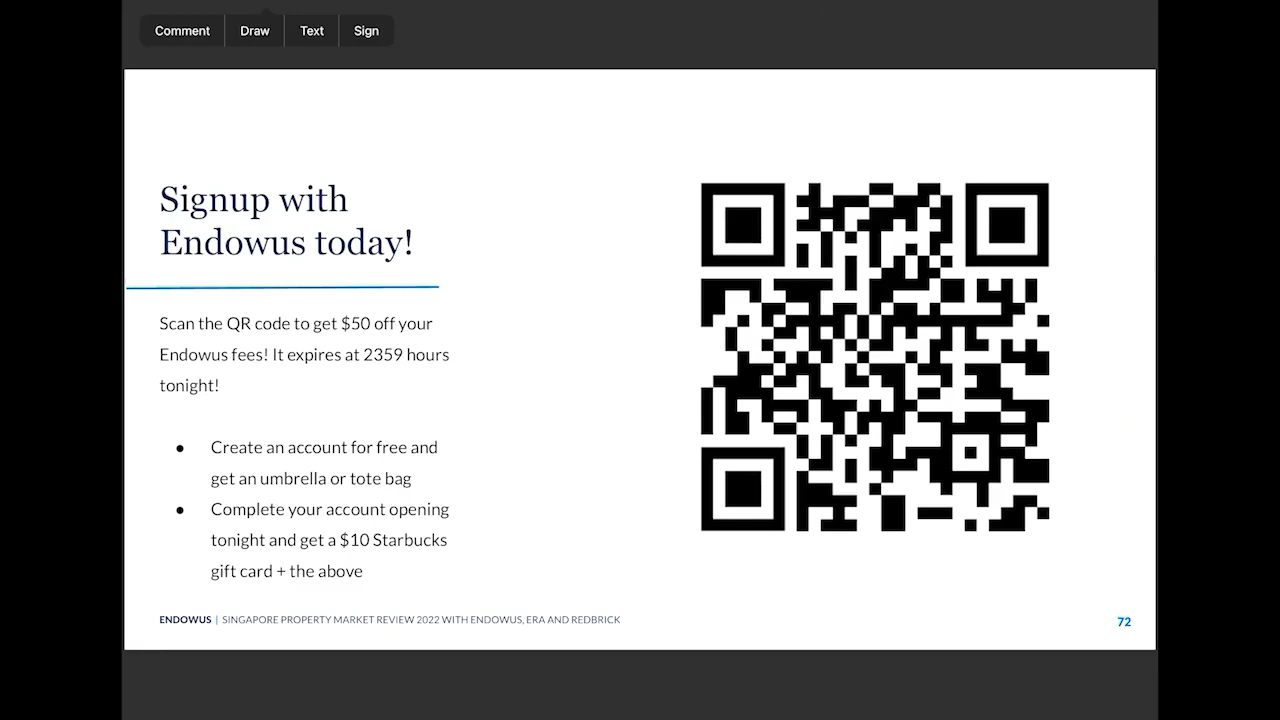 Comment Draw Text Sign
Signup with
Endowus today!
Scan the QR code to get $50 off your
Endowus fees! It expires at 2359 hours
tonight!
● Create an account for free and
get an umbrella or tote bag
● Complete your account opening
tonight and get a $10 Starbucks
gift card + the above
ENDOWUS | SINGAPORE PROPERTY MARKET REVIEW 2022 WITH ENDOWUS, ERA AND REDBRICK
72